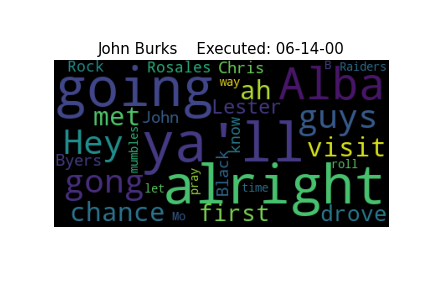 John Burks    Executed: 06-14-00
Rock Rosales Chris B Raiders
going way ah Alba
met John Lester guys
Hey mumbles ya'll know visit
Byers Black roll
gong let pray alright time
chance Mo first drove